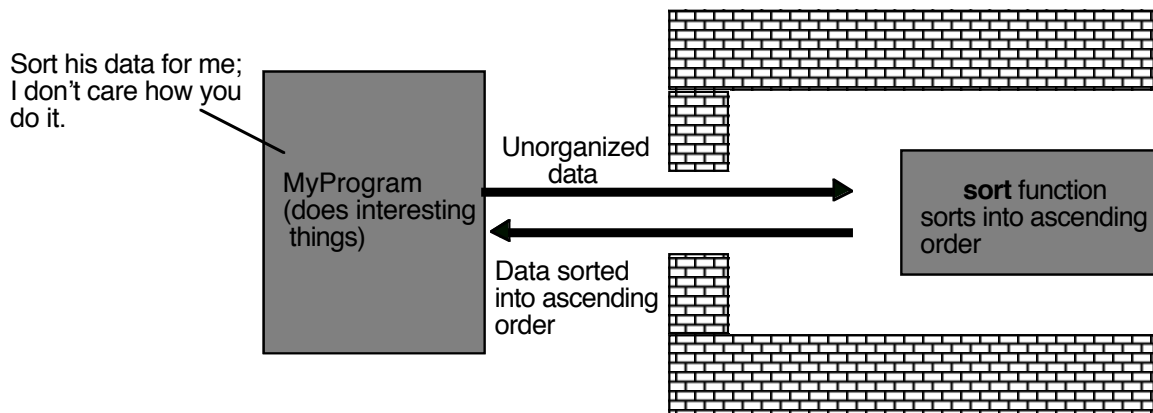 Sort his data for me;
I don't care how you
do it.
MyProgram
(does interesting
things)
Unorganized
data
Data sorted
into ascending
order
sort function
sorts into ascending
order